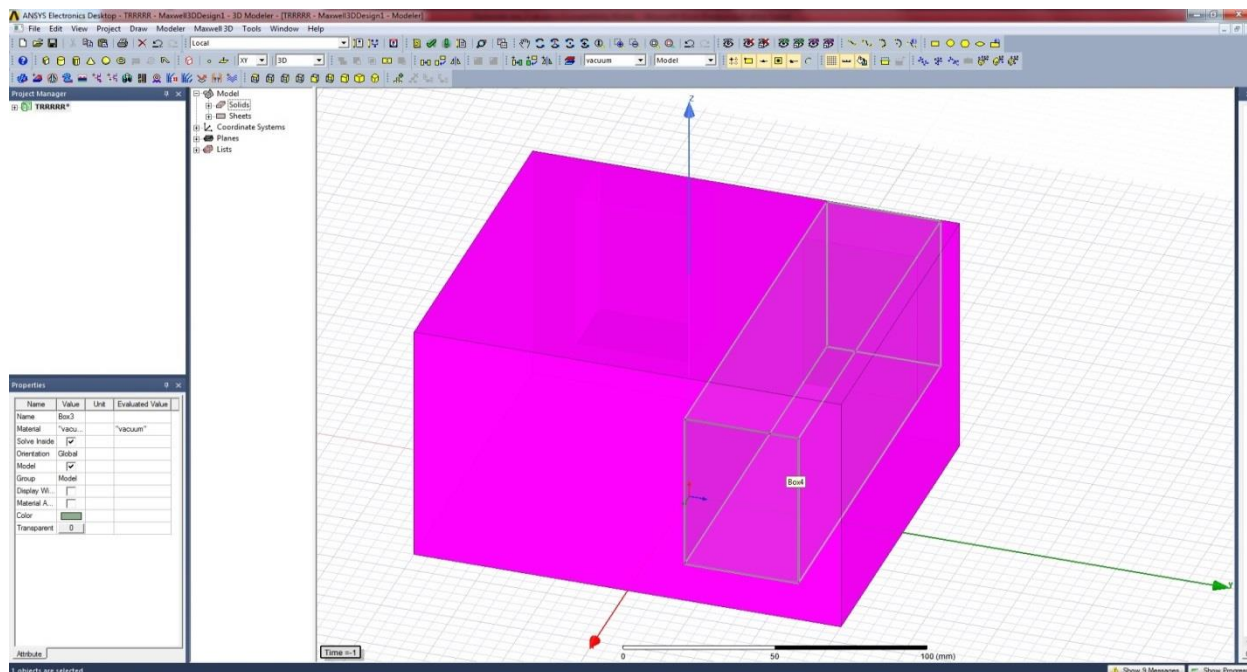 ANSYS Electronics Desktop - TRRRRR - Maxwell3DDesign1 - 3D Modeler - [TRRRRR - Maxwell3DDesign1 - Modeler]
File Edit View Project Draw Modeler Maxwell 3D Tools Window Help
Local
XY 3D vacuum Model
Project Manager
TRRRRR*
Model
Solids
Sheets
Coordinate Systems
Planes
Lists
Z
Box4
Y
Time =-1
0 50 100 (mm)
Properties
Name Value Unit Evaluated Value
Name Box3
Material "vacu... "vacuum"
Solve Inside
Orientation Global
Model
Group Model
Display Wi...
Material A...
Color
Transparent 0
Attribute
1 objects are selected
Show 9 Messages Show Progress